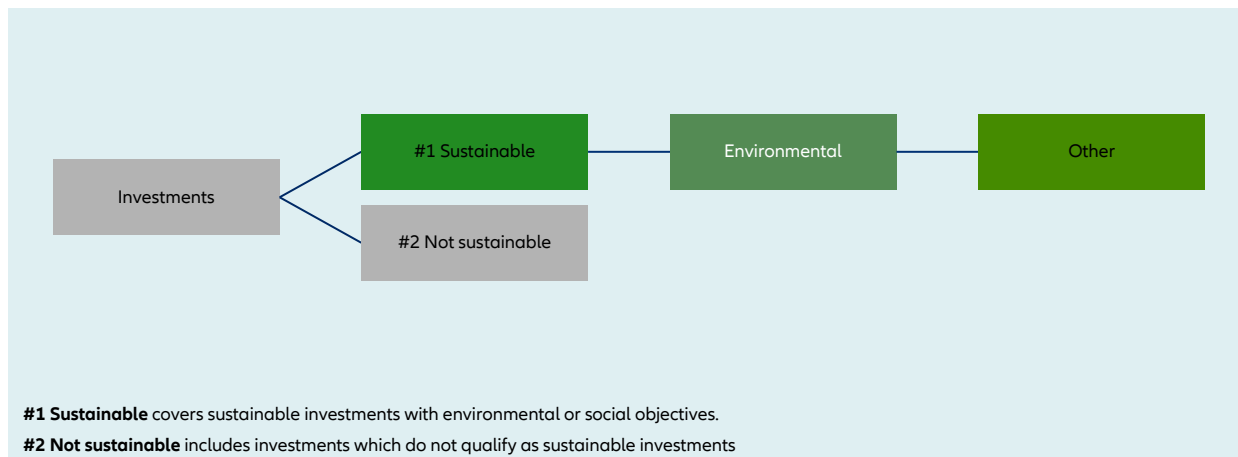 #1 Sustainable
Environmental
Other
Investments
#2 Not sustainable
#1 Sustainable covers sustainable investments with environmental or social objectives.
#2 Not sustainable includes investments which do not qualify as sustainable investments